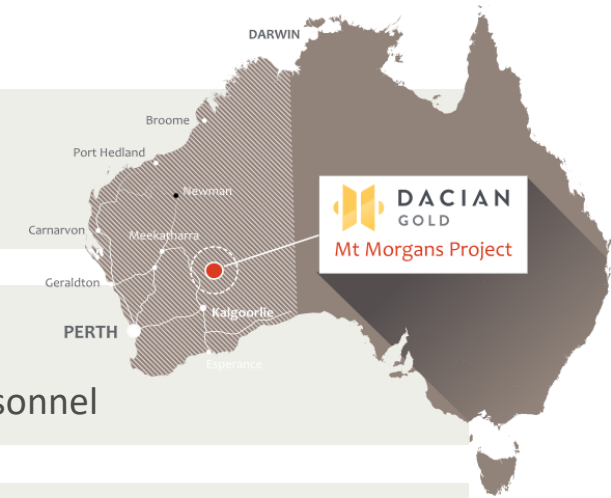 DARWIN
Broome
Port Hedland
Newman
Carnarvon
Meekatharra
DACIAN
GOLD
Mt Morgans Project
Geraldton
Kalgoorlie
PERTH
Esperance
sonnel